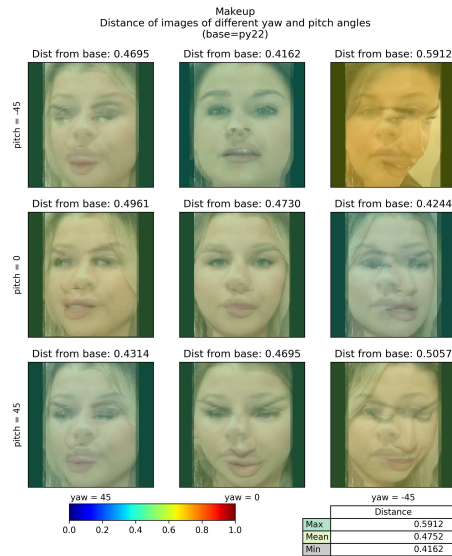 Makeup
Distance of images of different yaw and pitch angles
(base=py22)
Dist from base: 0.4695
Dist from base: 0.4162
Dist from base: 0.5912
pitch = -45
Dist from base: 0.4961
Dist from base: 0.4730
Dist from base: 0.4244
pitch = 0
Dist from base: 0.4314
Dist from base: 0.4695
Dist from base: 0.5057
pitch = 45
yaw = 45
yaw = 0
yaw = -45
0.0 0.2 0.4 0.6 0.8 1.0
Distance
Max 0.5912
Mean 0.4752
Min 0.4162